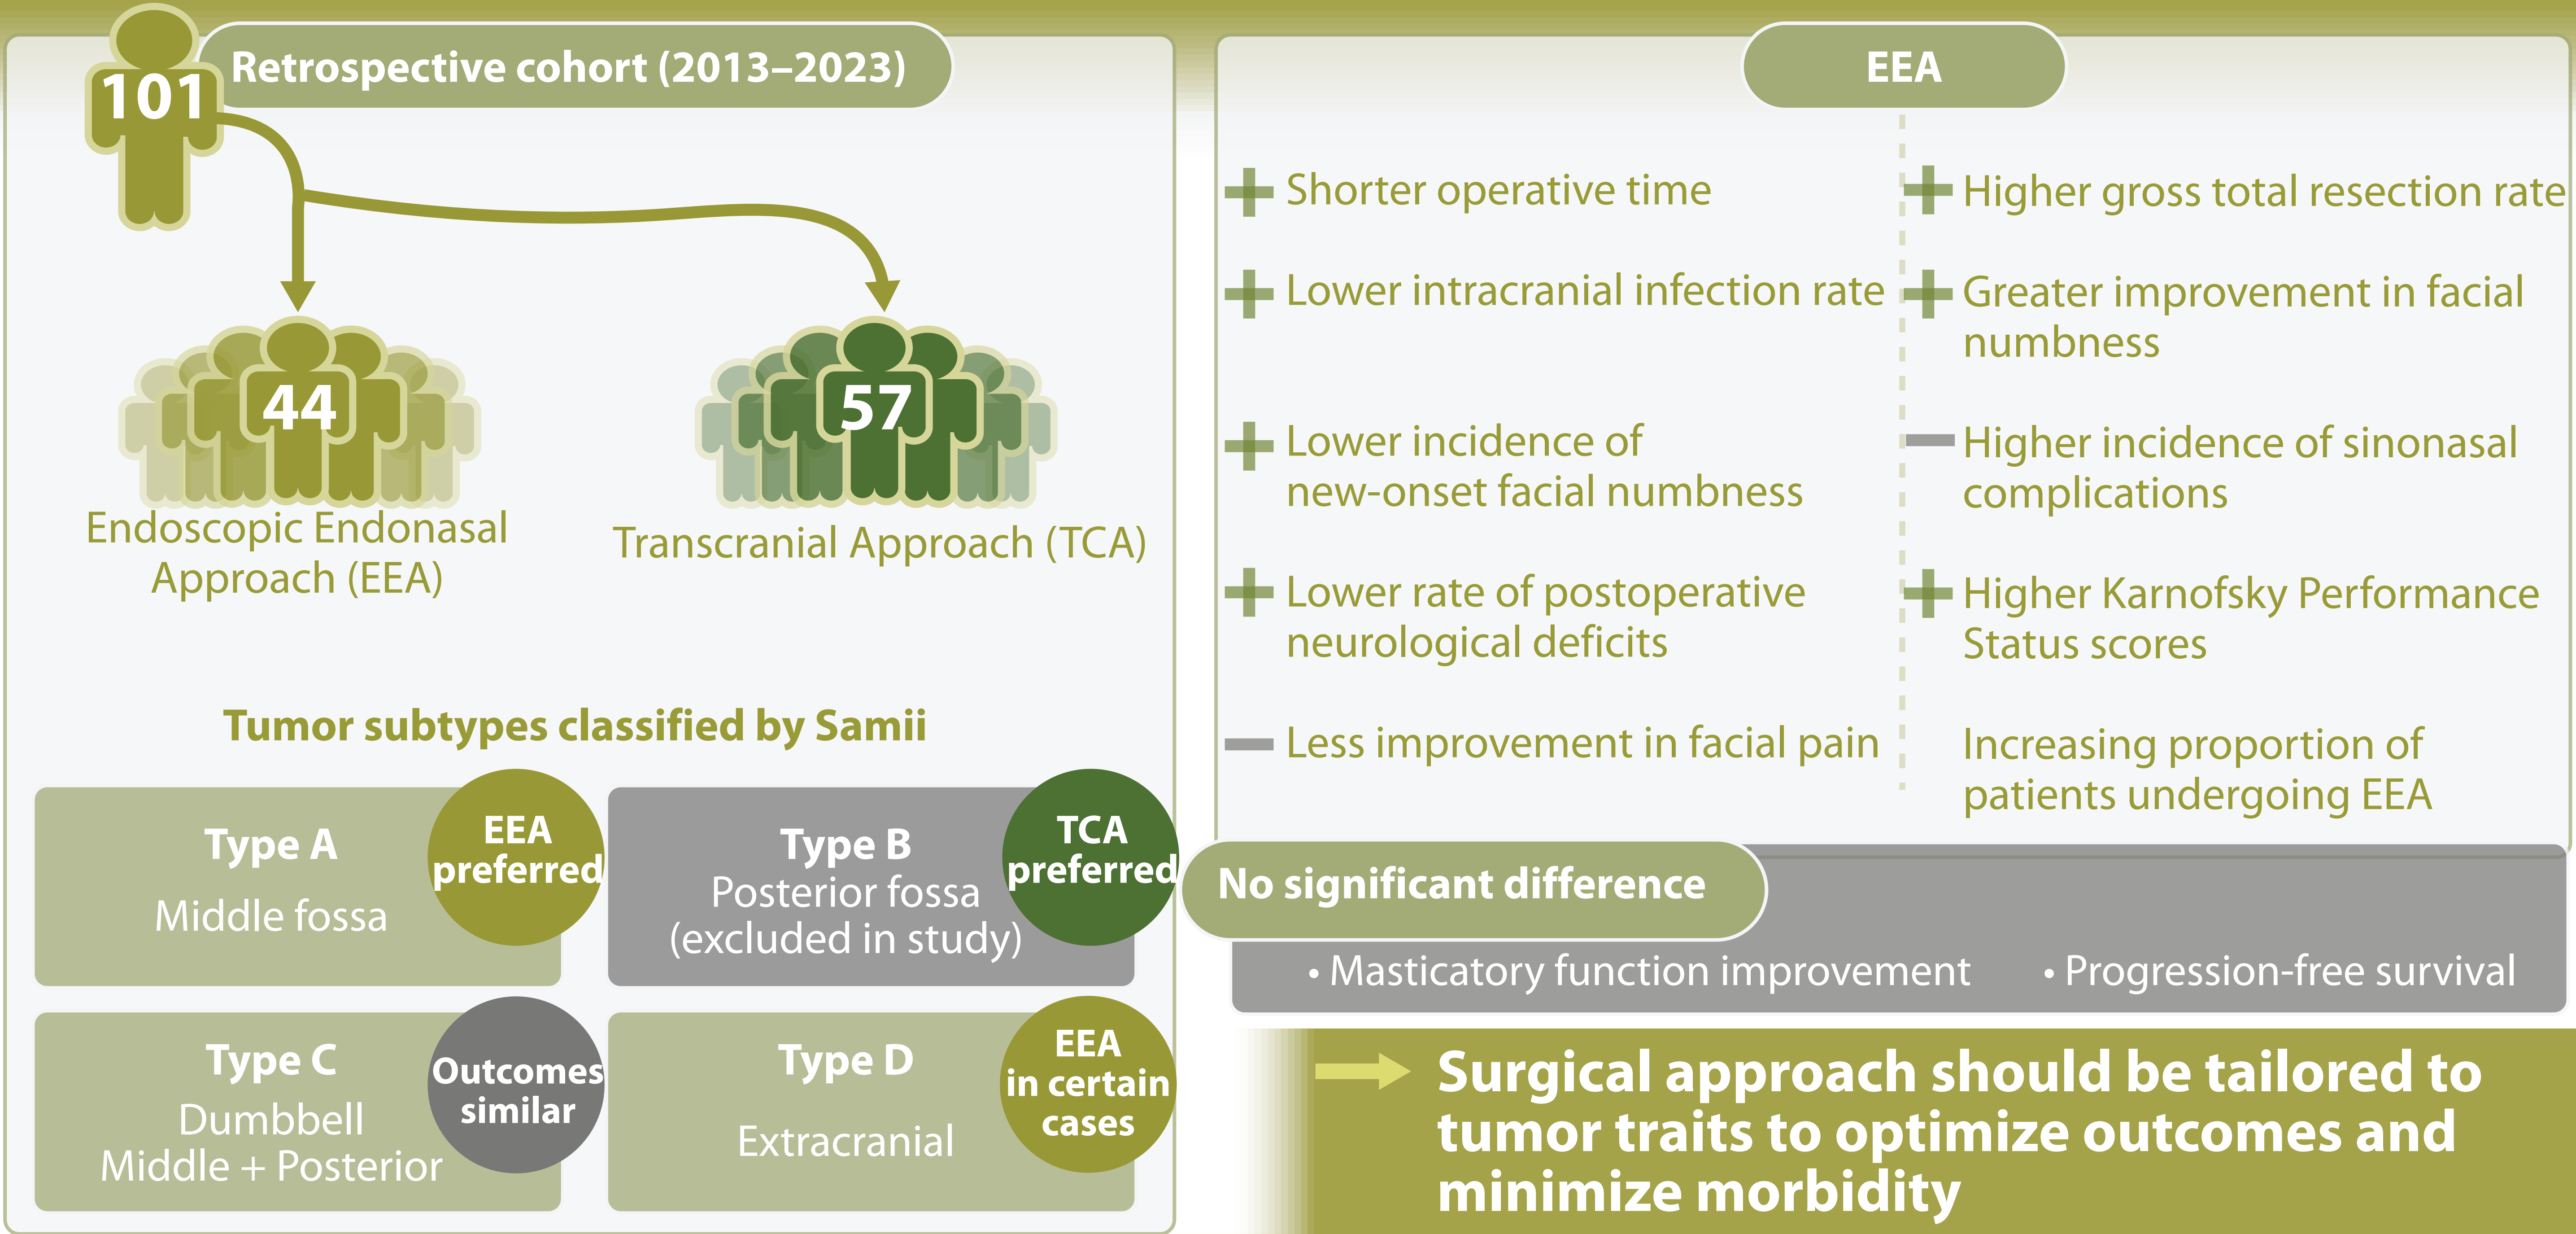 101
Retrospective cohort (2013–2023)
44
57
Endoscopic Endonasal
Approach (EEA)
Transcranial Approach (TCA)
Tumor subtypes classified by Samii
Type A
Middle fossa
EEA
preferred
Type B
Posterior fossa
(excluded in study)
TCA
preferred
Type C
Dumbbell
Middle + Posterior
Outcomes
similar
Type D
Extracranial
EEA
in certain
cases
EEA
Shorter operative time
Lower intracranial infection rate
Lower incidence of
new-onset facial numbness
Lower rate of postoperative
neurological deficits
Less improvement in facial pain
Higher gross total resection rate
Greater improvement in facial
numbness
Higher incidence of sinonasal
complications
Higher Karnofsky Performance
Status scores
Increasing proportion of
patients undergoing EEA
No significant difference
• Masticatory function improvement
• Progression-free survival
Surgical approach should be tailored to
tumor traits to optimize outcomes and
minimize morbidity